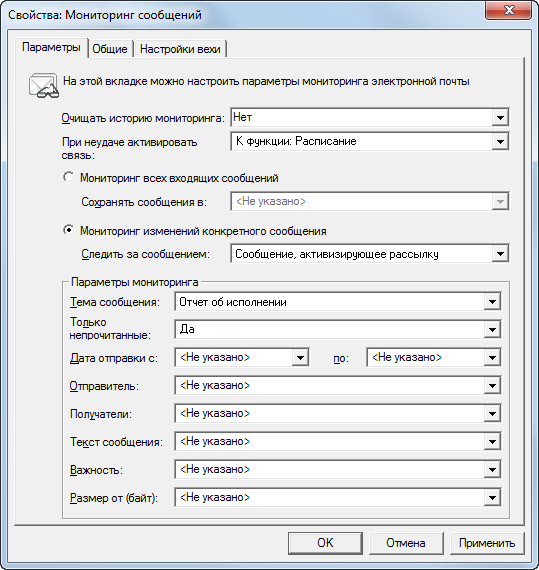 Свойства: Мониторинг сообщений
Параметры Общие Настройки вехи
На этой вкладке можно настроить параметры мониторинга электронной почты
Очищать историю мониторинга: Нет
При неудаче активировать К функции: Расписание
связь:
Мониторинг всех входящих сообщений
Сохранять сообщения в: <Не указано>
Мониторинг изменений конкретного сообщения
Следить за сообщением: Сообщение, активизирующее рассылку
Параметры мониторинга
Тема сообщения: Отчет об исполнении
Только
непрочитанные: Да
Дата отправки с: <Не указано> по: <Не указано>
Отправитель: <Не указано>
Получатели: <Не указано>
Текст сообщения: <Не указано>
Важность: <Не указано>
Размер от (байт): <Не указано>
OK Отмена Применить